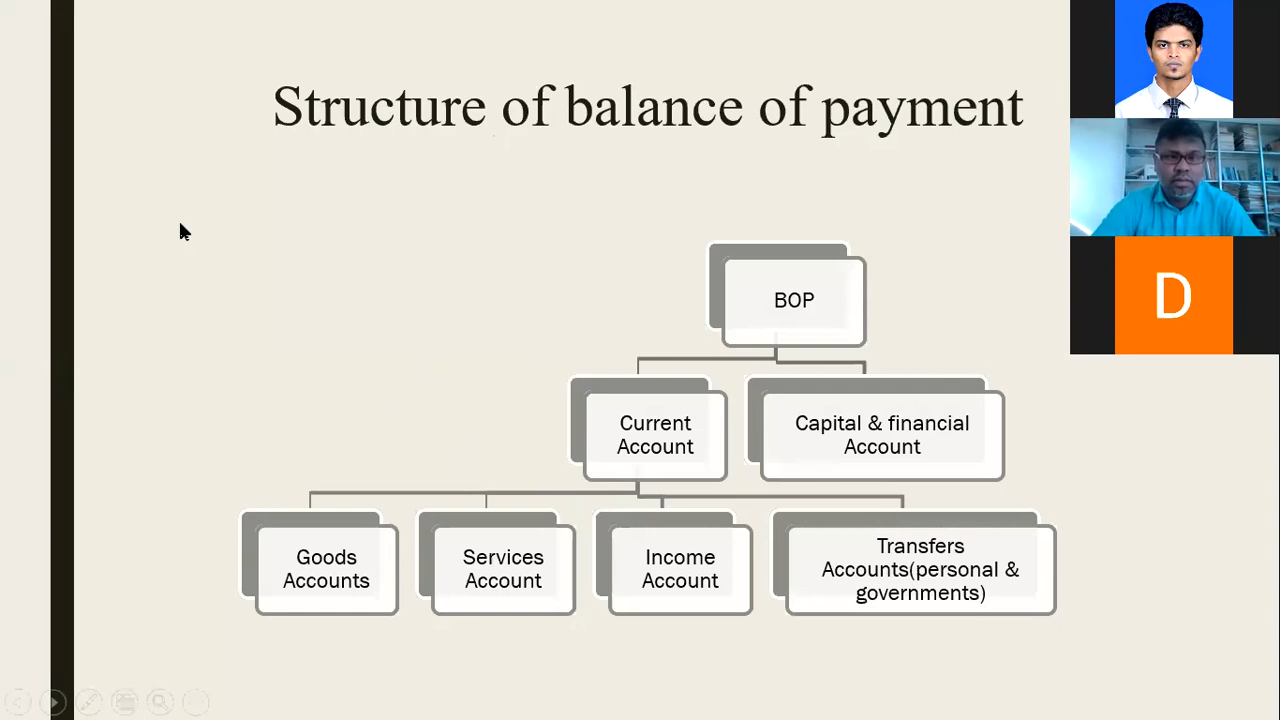 Structure of balance of payment
D
BOP
Current
Account
Capital & financial
Account
Goods
Accounts
Services
Account
Income
Account
Transfers
Accounts(personal &
governments)